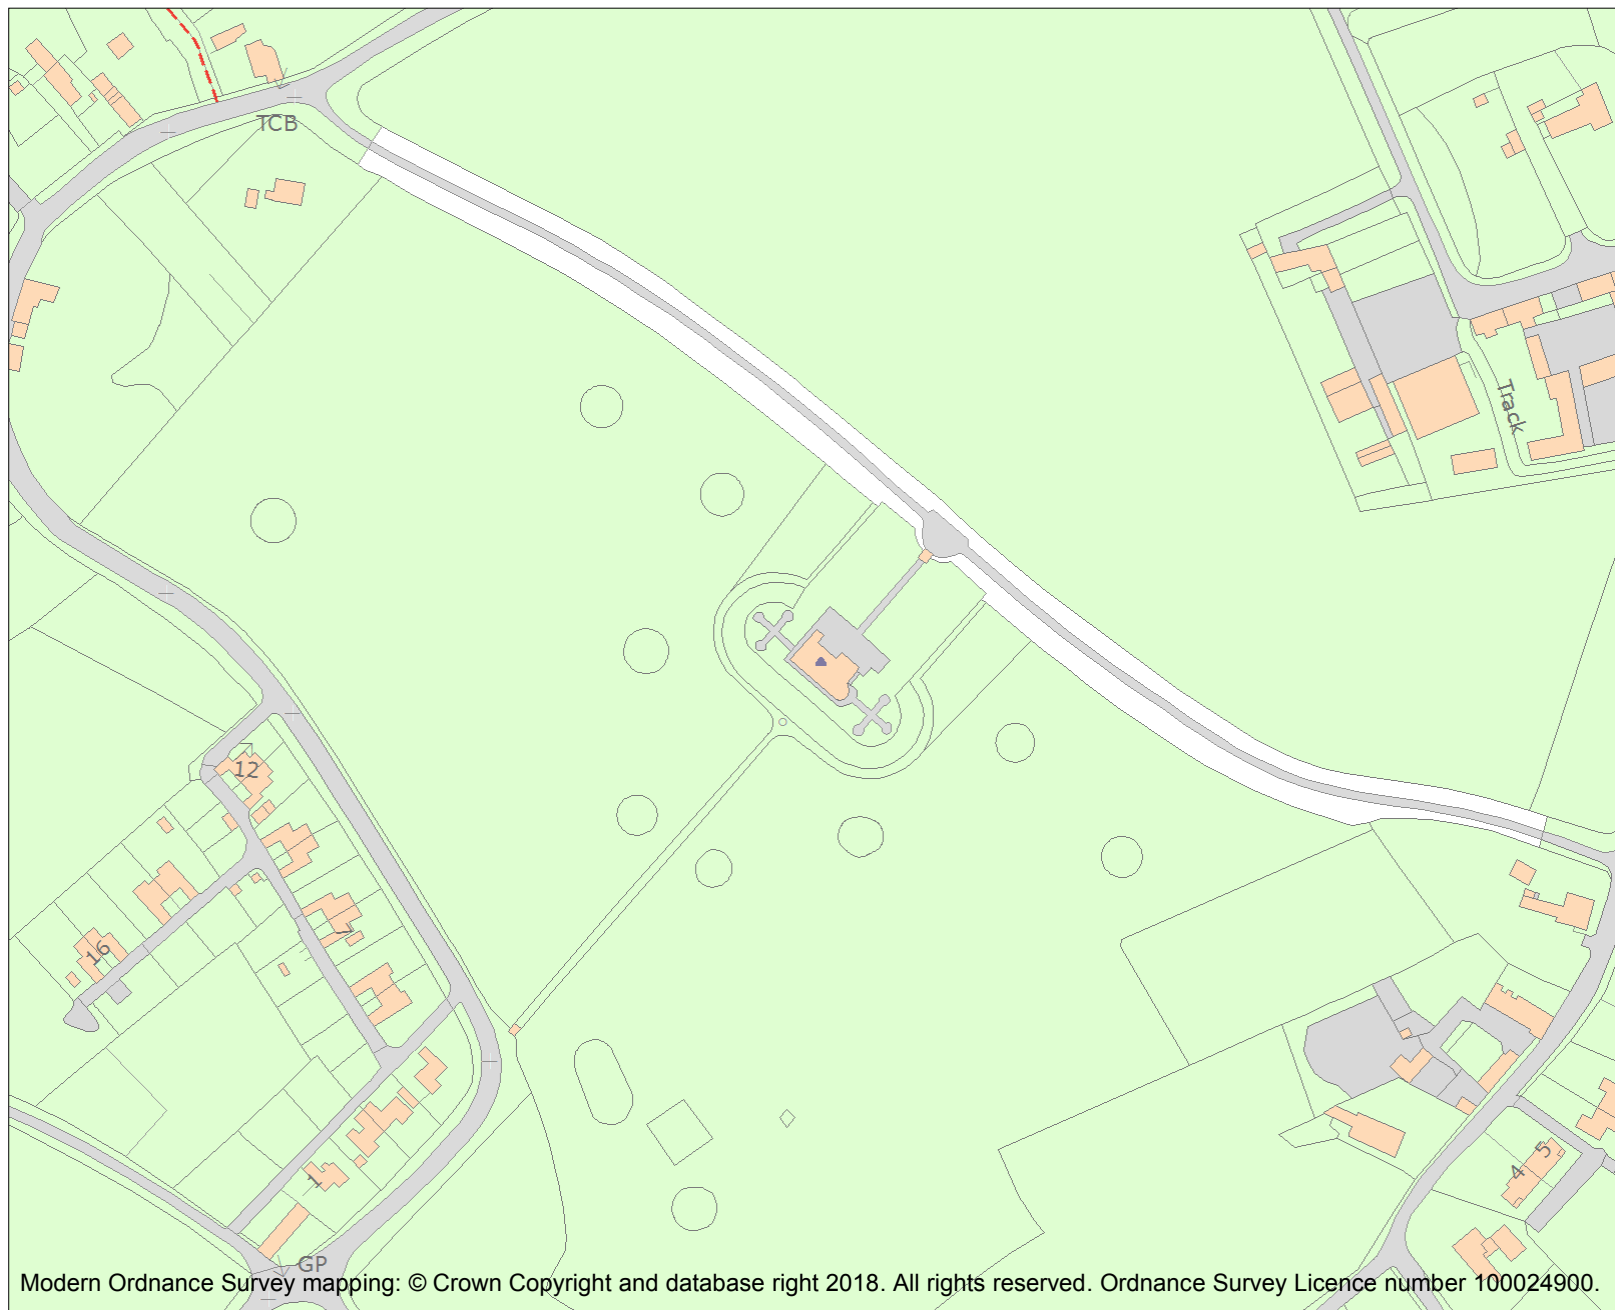 TCB
Track
12
7
16
1
4
5
GP
Modern Ordnance Survey mapping: © Crown Copyright and database right 2018. All rights reserved. Ordnance Survey Licence number 100024900.